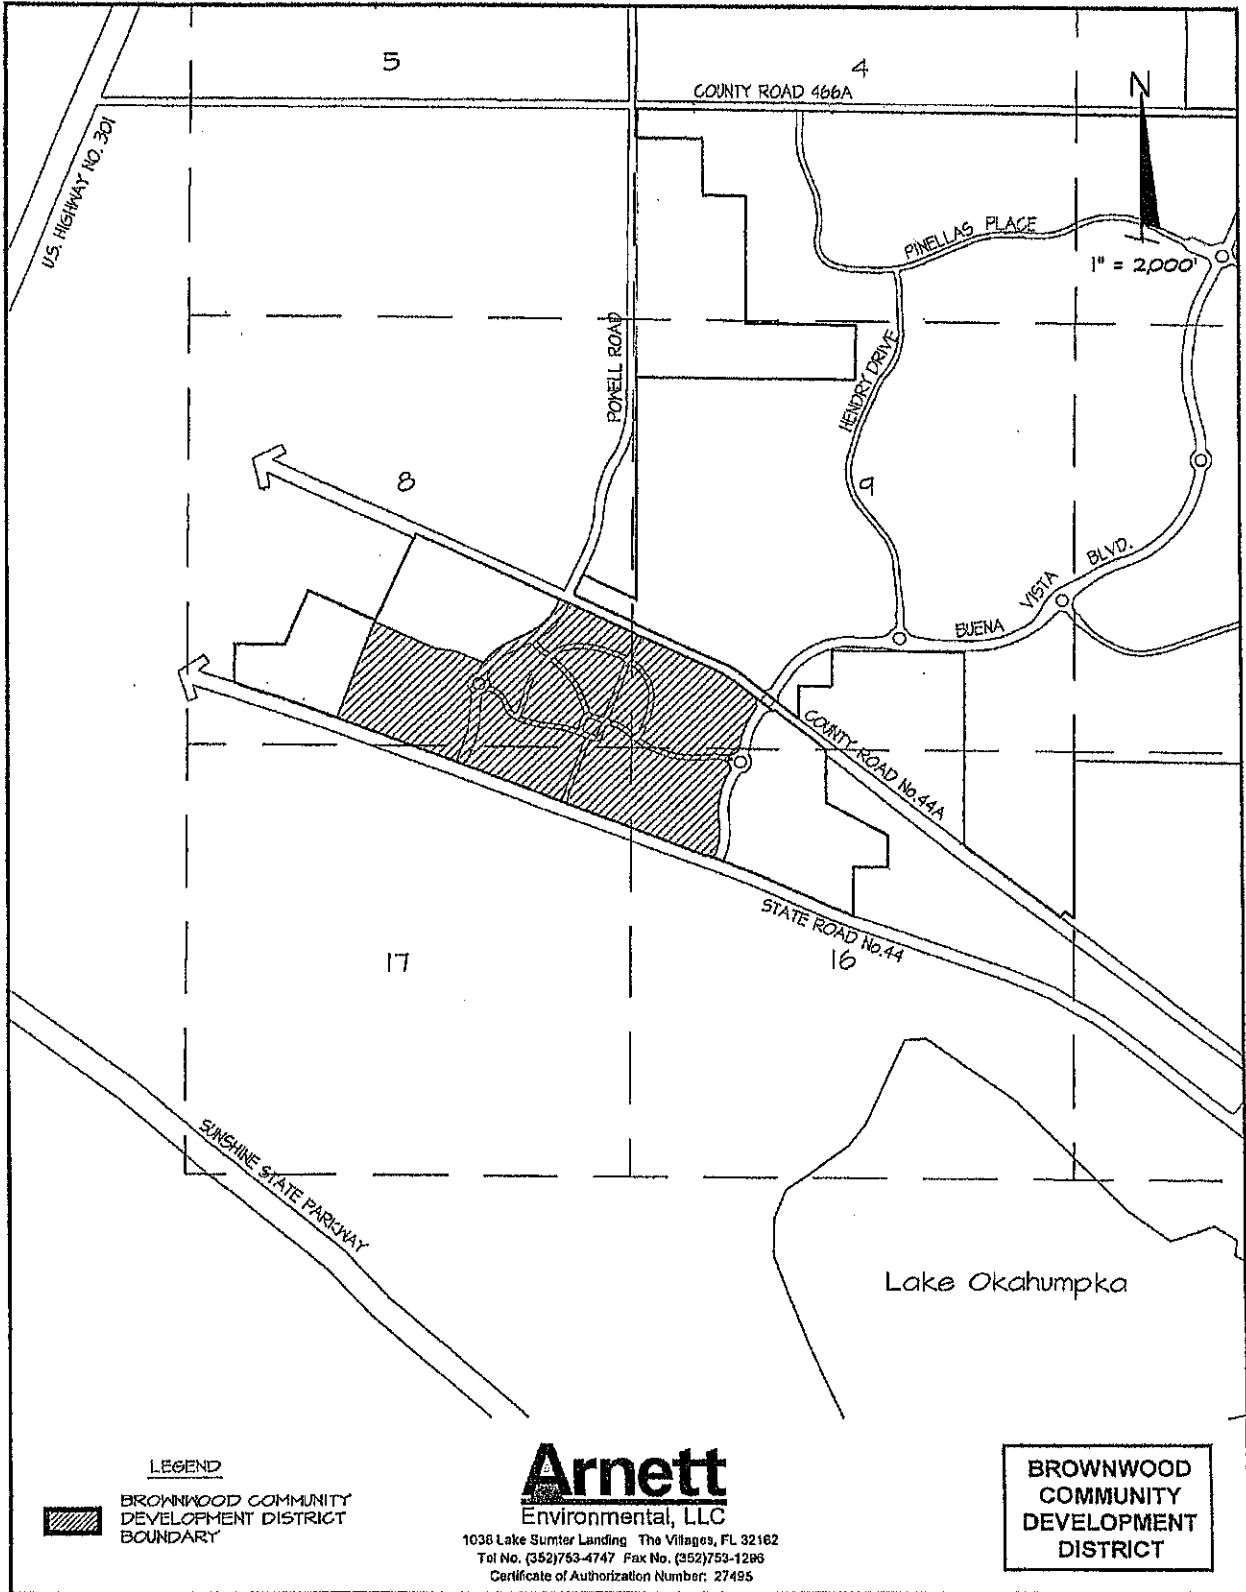 5
4
COUNTY ROAD 466A
N
U.S. HIGHWAY NO. 301
PINELLAS PLACE
1" = 2,000'
POWELL ROAD
HENDRY DRIVE
8
9
BUENA VISTA BLVD.
COUNTY ROAD No.44A
STATE ROAD No.44
17
16
SUNSHINE STATE PARKWAY
Lake Okahumpka
LEGEND
BROWNWOOD COMMUNITY
DEVELOPMENT DISTRICT
BOUNDARY
Arnett
Environmental, LLC
1038 Lake Sumter Landing The Villages, FL 32162
Tel No. (352)753-4747 Fax No. (352)753-1296
Certificate of Authorization Number: 27495
BROWNWOOD
COMMUNITY
DEVELOPMENT
DISTRICT